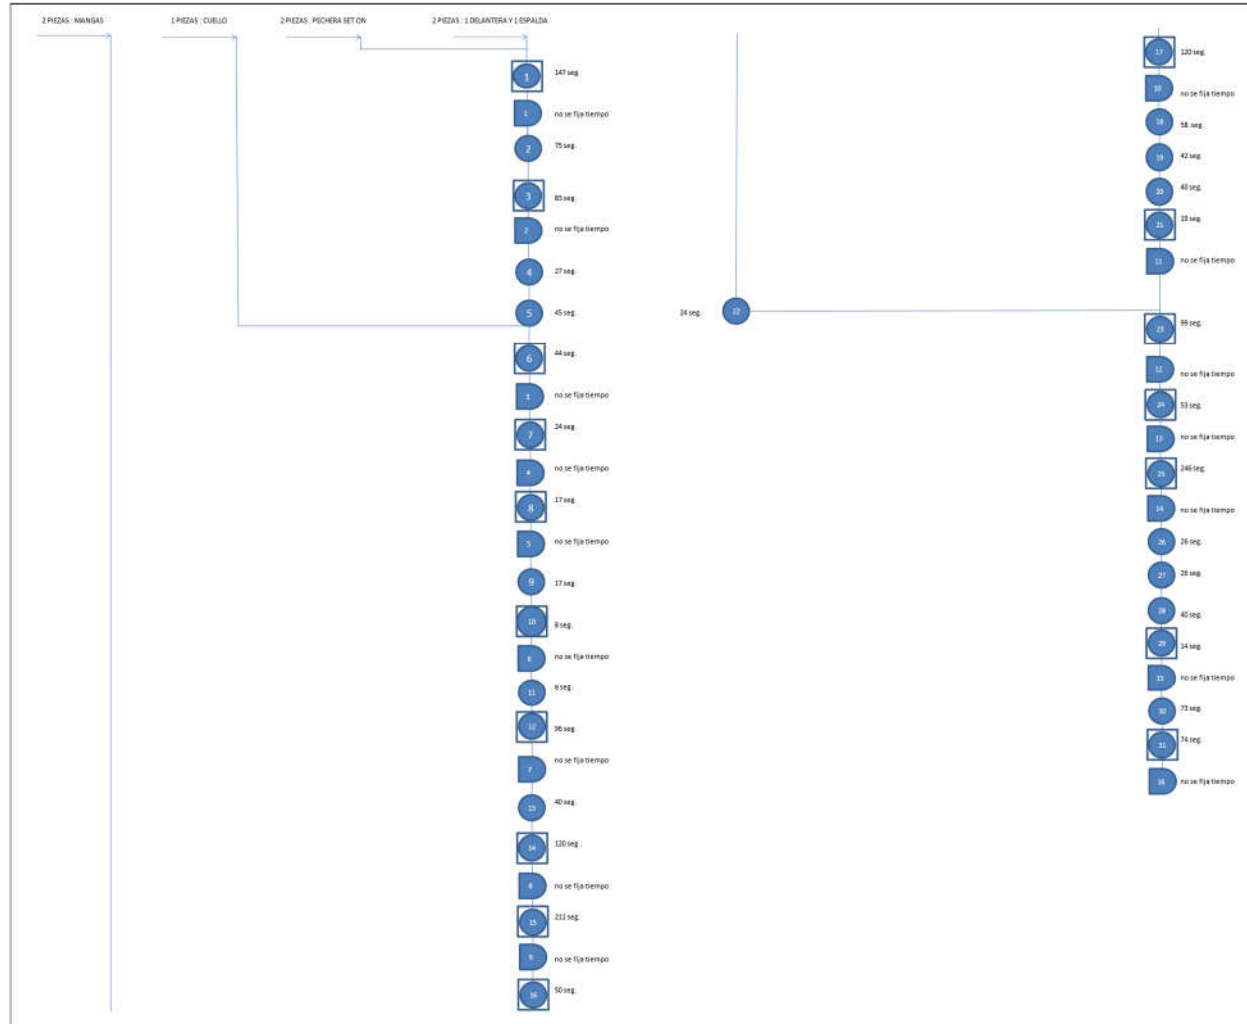 2 PIEZAS : MANGAS
1 PIEZAS : CUELLO
2 PIEZAS : PECHERA SET ON
2 PIEZAS : 1 DELANTERA Y 1 ESPALDA
1
147 seg.
1
no se fija tiempo
2
75 seg.
3
85 seg.
2
no se fija tiempo
4
27 seg.
5
45 seg.
6
44 seg.
3
no se fija tiempo
7
24 seg.
4
no se fija tiempo
8
17 seg.
5
no se fija tiempo
9
17 seg.
10
8 seg.
6
no se fija tiempo
11
8 seg.
12
96 seg.
7
no se fija tiempo
13
40 seg.
14
120 seg.
8
no se fija tiempo
15
211 seg.
9
no se fija tiempo
16
50 seg.
17
120 seg.
10
no se fija tiempo
18
58 seg.
19
42 seg.
20
40 seg.
21
19 seg.
11
no se fija tiempo
24 seg.
22
23
99 seg.
12
no se fija tiempo
24
53 seg.
13
no se fija tiempo
25
246 seg.
14
no se fija tiempo
26
26 seg.
27
28 seg.
28
40 seg.
29
14 seg.
15
no se fija tiempo
30
73 seg.
31
74 seg.
16
no se fija tiempo